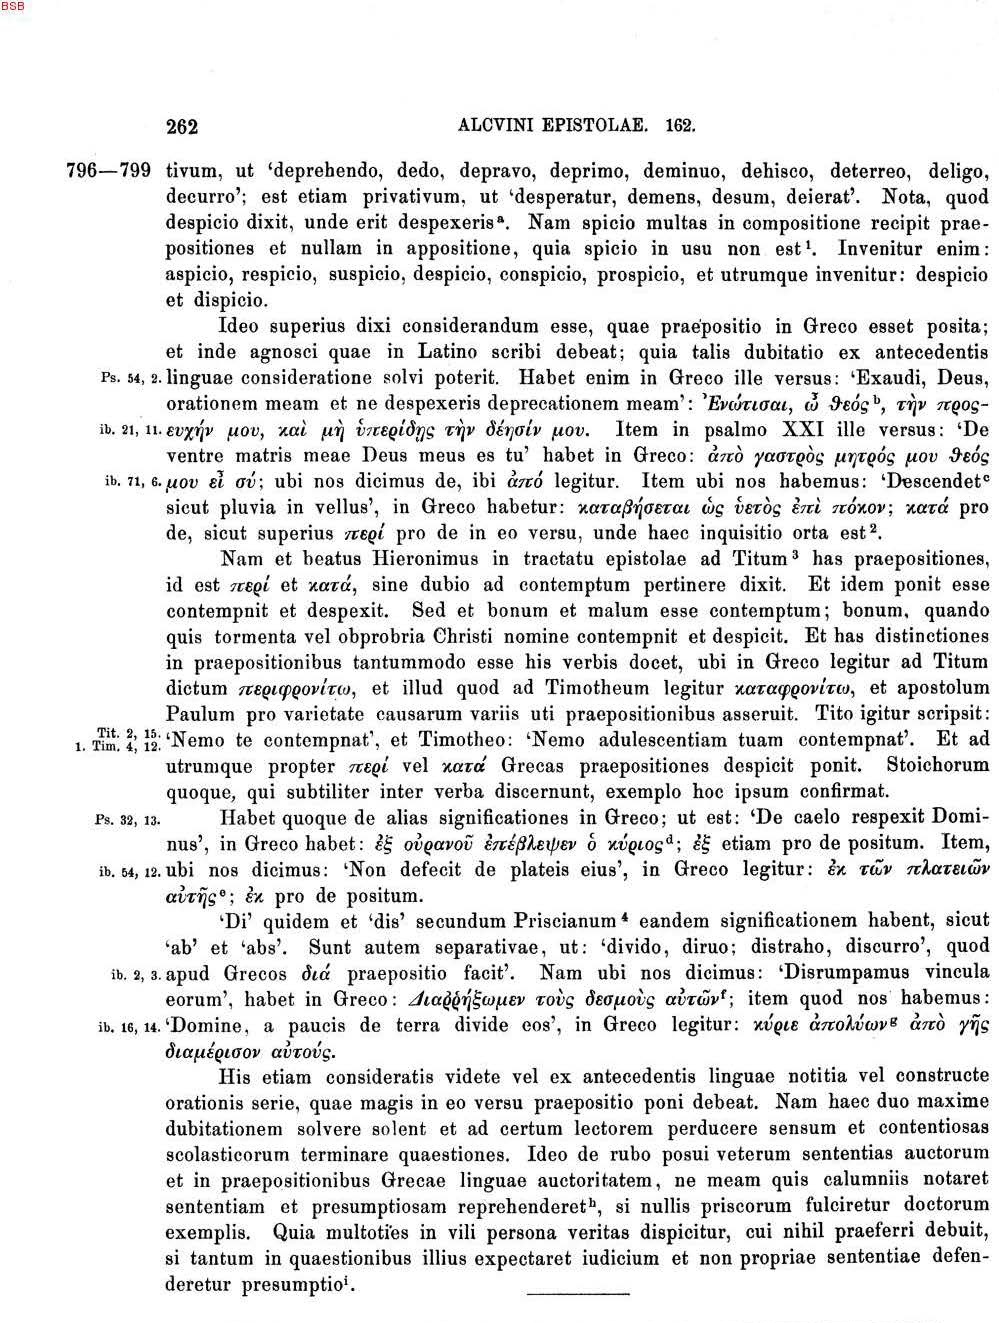 BSB
262 ALCVINI EPISTOLAE. 162.
796—799 tivum, ut ‘deprehendo, dedo, depravo, deprimo, deminuo, dehisco, deterreo, deligo,
decurro’; est etiam privativum, ut ‘desperatur, demens, desum, deierat’. Nota, quod
despicio dixit, unde erit despexeris ᵃ. Nam spicio multas in compositione recipit prae-
positiones et nullam in appositione, quia spicio in usu non est ¹. Invenitur enim:
aspicio, respicio, suspicio, despicio, conspicio, prospicio, et utrumque invenitur: despicio
et dispicio.
Ideo superius dixi considerandum esse, quae praepositio in Greco esset posita;
et inde agnosci quae in Latino scribi debeat; quia talis dubitatio ex antecedentis
Ps. 54, 2. linguae consideratione solvi poterit. Habet enim in Greco ille versus: ‘Exaudi, Deus,
orationem meam et ne despexeris deprecationem meam’: Ἐνώτισαι, ὦ ϑεός ᵇ, τὴν προς-
ib. 21, 11. ευχήν μου, καὶ μὴ ὑπερίδῃς τὴν δέησίν μου. Item in psalmo XXI ille versus: ‘De
ventre matris meae Deus meus es tu’ habet in Greco: ἀπὸ γαστρὸς μητρός μου ϑεός
ib. 71, 6. μου εἶ σύ; ubi nos dicimus de, ibi ἀπό legitur. Item ubi nos habemus: ‘Descendet ᶜ
sicut pluvia in vellus’, in Greco habetur: καταβήσεται ὡς ὑετὸς ἐπὶ πόκον; κατά pro
de, sicut superius περί pro de in eo versu, unde haec inquisitio orta est ².
Nam et beatus Hieronimus in tractatu epistolae ad Titum ³ has praepositiones,
id est περί et κατά, sine dubio ad contemptum pertinere dixit. Et idem ponit esse
contempnit et despexit. Sed et bonum et malum esse contemptum; bonum, quando
quis tormenta vel obprobria Christi nomine contempnit et despicit. Et has distinctiones
in praepositionibus tantummodo esse his verbis docet, ubi in Greco legitur ad Titum
dictum περιφρονίτω, et illud quod ad Timotheum legitur καταφρονίτω, et apostolum
Paulum pro varietate causarum variis uti praepositionibus asseruit. Tito igitur scripsit:
Tit. 2, 15.
1. Tim. 4, 12. ‘Nemo te contempnat’, et Timotheo: ‘Nemo adulescentiam tuam contempnat’. Et ad
utrumque propter περί vel κατά Grecas praepositiones despicit ponit. Stoichorum
quoque, qui subtiliter inter verba discernunt, exemplo hoc ipsum confirmat.
Ps. 32, 13. Habet quoque de alias significationes in Greco; ut est: ‘De caelo respexit Domi-
nus’, in Greco habet: ἐξ οὐρανοῦ ἐπέβλειψεν ὁ κύριος ᵈ; ἐξ etiam pro de positum. Item,
ib. 54, 12. ubi nos dicimus: ‘Non defecit de plateis eius’, in Greco legitur: ἐκ τῶν πλατειῶν
αὐτῆς ᵉ; ἐκ pro de positum.
‘Di’ quidem et ‘dis’ secundum Priscianum ⁴ eandem significationem habent, sicut
‘ab’ et ‘abs’. Sunt autem separativae, ut: ‘divido, diruo; distraho, discurro’, quod
ib. 2, 3. apud Grecos διά praepositio facit’. Nam ubi nos dicimus: ‘Disrumpamus vincula
eorum’, habet in Greco: Διαῤῥήξωμεν τοὺς δεσμοὺς αὐτῶν ᶠ; item quod nos habemus:
ib. 16, 14. ‘Domine, a paucis de terra divide eos’, in Greco legitur: κύριε ἀπολύων ᵍ ἀπὸ γῆς
διαμέρισον αὐτούς.
His etiam consideratis videte vel ex antecedentis linguae notitia vel constructe
orationis serie, quae magis in eo versu praepositio poni debeat. Nam haec duo maxime
dubitationem solvere solent et ad certum lectorem perducere sensum et contentiosas
scolasticorum terminare quaestiones. Ideo de rubo posui veterum sententias auctorum
et in praepositionibus Grecae linguae auctoritatem, ne meam quis calumniis notaret
sententiam et presumptiosam reprehenderet ʰ, si nullis priscorum fulciretur doctorum
exemplis. Quia multoties in vili persona veritas dispicitur, cui nihil praeferri debuit,
si tantum in quaestionibus illius expectaret iudicium et non propriae sententiae defen-
deretur presumptio ⁱ.